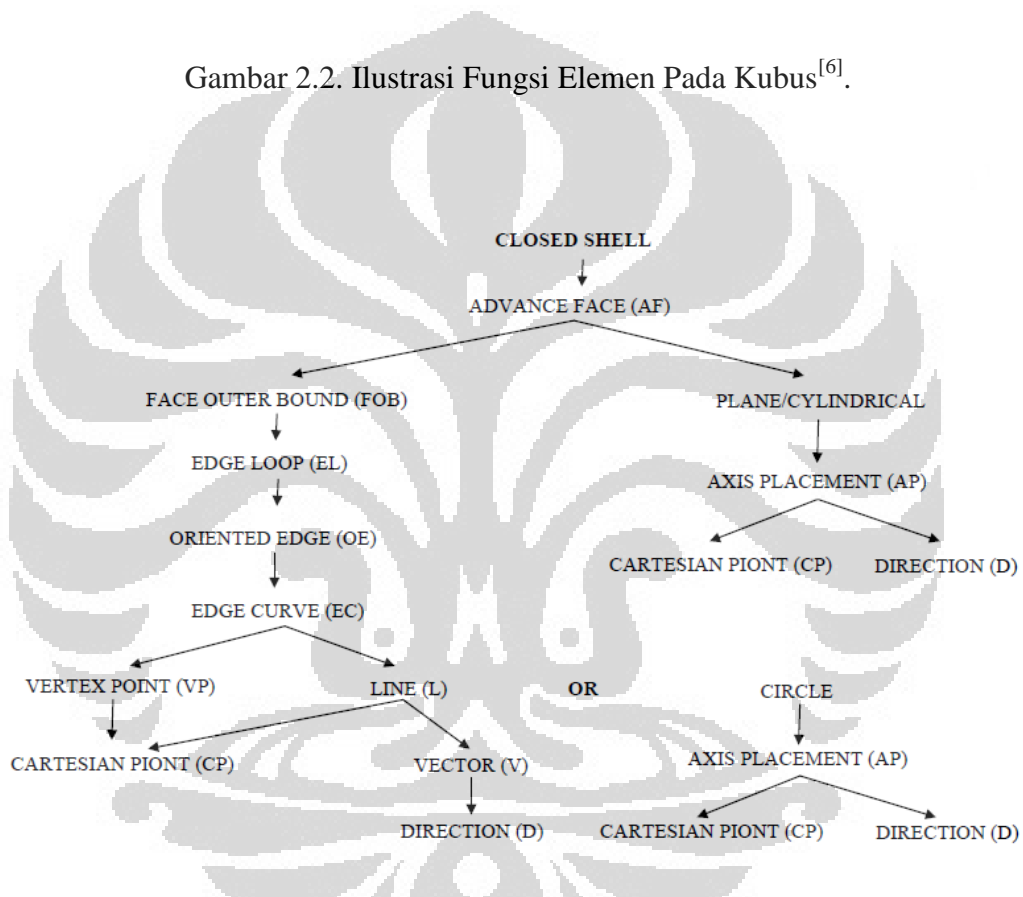 Gambar 2.2. Ilustrasi Fungsi Elemen Pada Kubus[6].
CLOSED SHELL
ADVANCE FACE (AF)
FACE OUTER BOUND (FOB)
PLANE/CYLINDRICAL
EDGE LOOP (EL)
AXIS PLACEMENT (AP)
ORIENTED EDGE (OE)
CARTESIAN PIONT (CP)
DIRECTION (D)
EDGE CURVE (EC)
VERTEX POINT (VP)
LINE (L)
OR
CIRCLE
CARTESIAN PIONT (CP)
VECTOR (V)
AXIS PLACEMENT (AP)
DIRECTION (D)
CARTESIAN PIONT (CP)
DIRECTION (D)